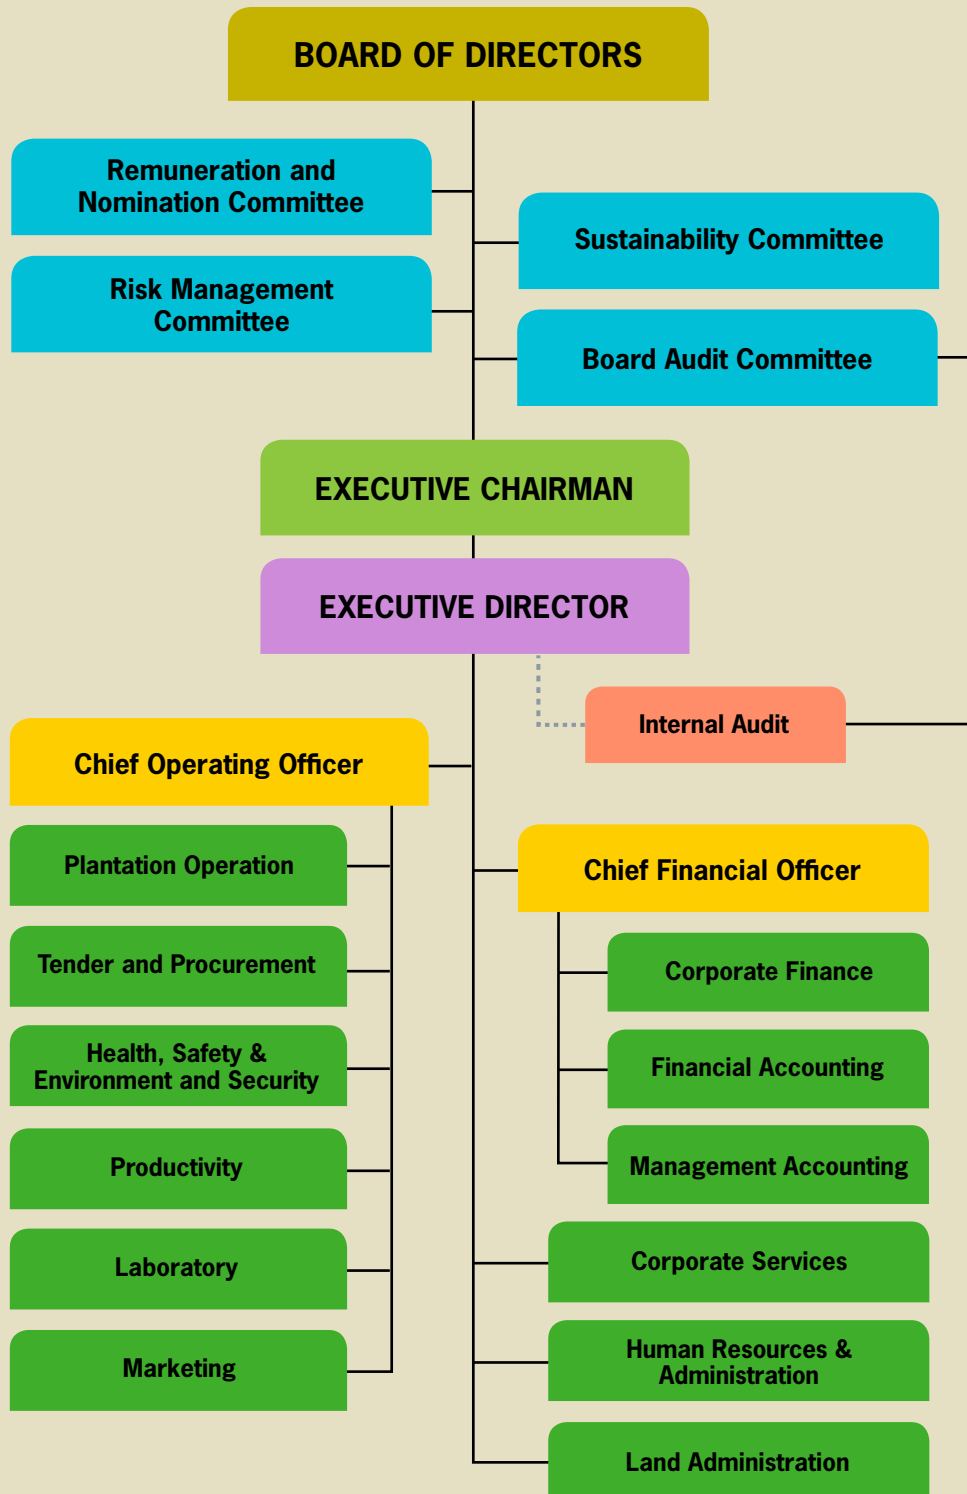 BOARD OF DIRECTORS
Remuneration and
Nomination Committee
Sustainability Committee
Risk Management
Committee
Board Audit Committee
EXECUTIVE CHAIRMAN
EXECUTIVE DIRECTOR
Internal Audit
Chief Operating Officer
Plantation Operation
Tender and Procurement
Health, Safety &
Environment and Security
Productivity
Laboratory
Marketing
Chief Financial Officer
Corporate Finance
Financial Accounting
Management Accounting
Corporate Services
Human Resources &
Administration
Land Administration